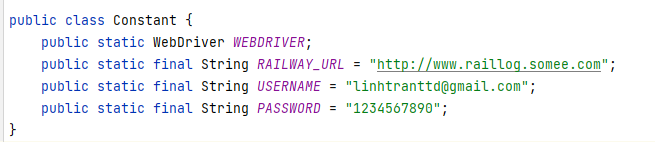 public class Constant {
public static WebDriver WEBDRIVER;
public static final String RAILWAY_URL = "http://www.raillog.somee.com";
public static final String USERNAME = "linhtranttd@gmail.com";
public static final String PASSWORD = "1234567890";
}